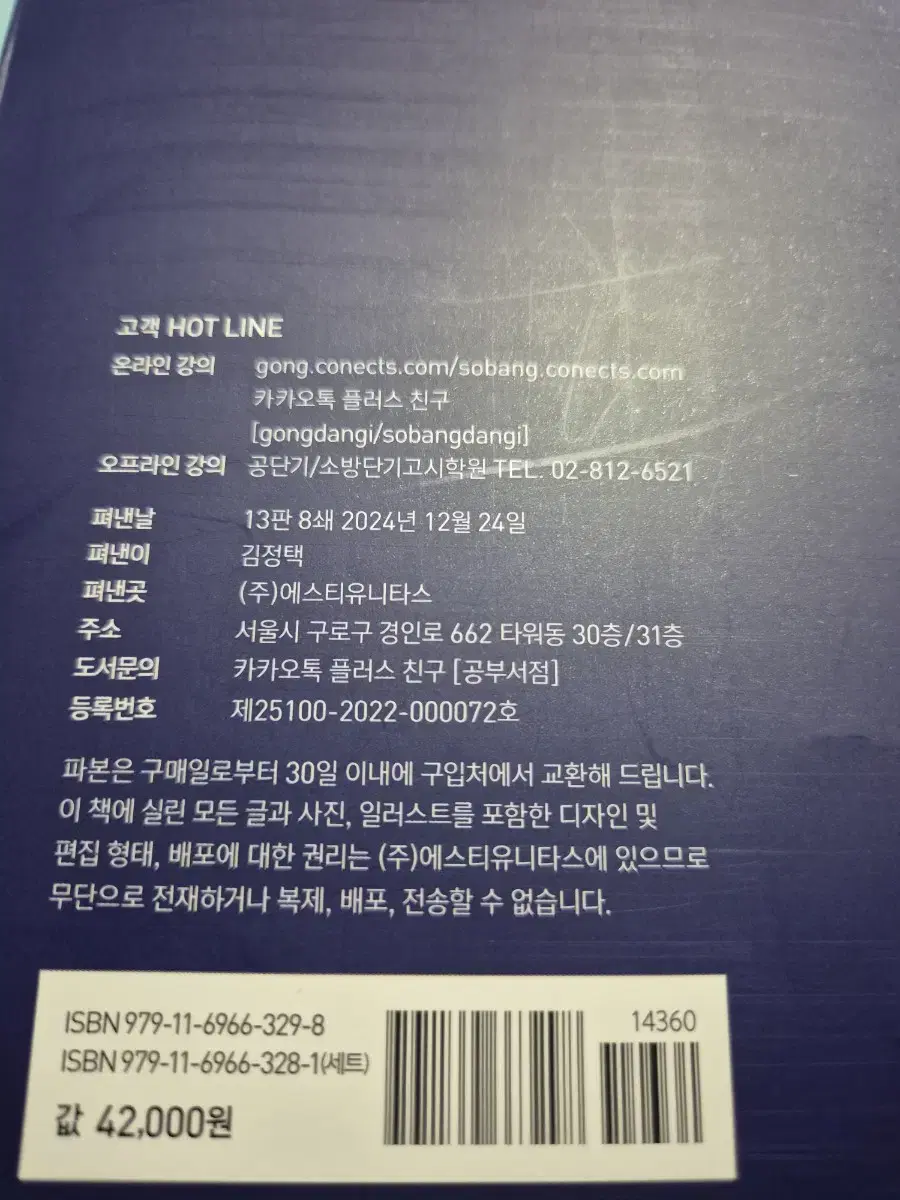 고객 HOT LINE
온라인 강의 gong.conects.com/sobang.conects.com
카카오톡 플러스 친구
[gongdangi/sobangdangi]
오프라인 강의 공단기/소방단기고시학원 TEL. 02-812-6521
펴낸날 13판 8쇄 2024년 12월 24일
펴낸이 김정택
펴낸곳 (주)에스티유니타스
주소 서울시 구로구 경인로 662 타워동 30층/31층
도서문의 카카오톡 플러스 친구 [공부서점]
등록번호 제25100-2022-000072호
파본은 구매일로부터 30일 이내에 구입처에서 교환해 드립니다.
이 책에 실린 모든 글과 사진, 일러스트를 포함한 디자인 및
편집 형태, 배포에 대한 권리는 (주)에스티유니타스에 있으므로
무단으로 전재하거나 복제, 배포, 전송할 수 없습니다.
ISBN 979-11-6966-329-8
ISBN 979-11-6966-328-1(세트)
14360
값 42,000원